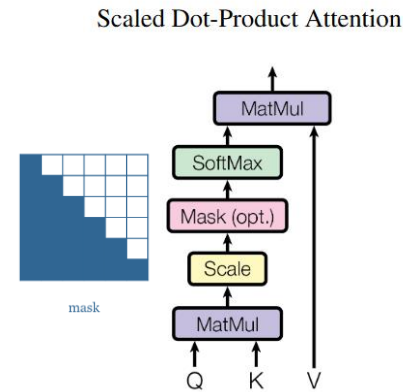 Scaled Dot-Product Attention
MatMul
SoftMax
Mask (opt.)
Scale
mask
MatMul
Q K V